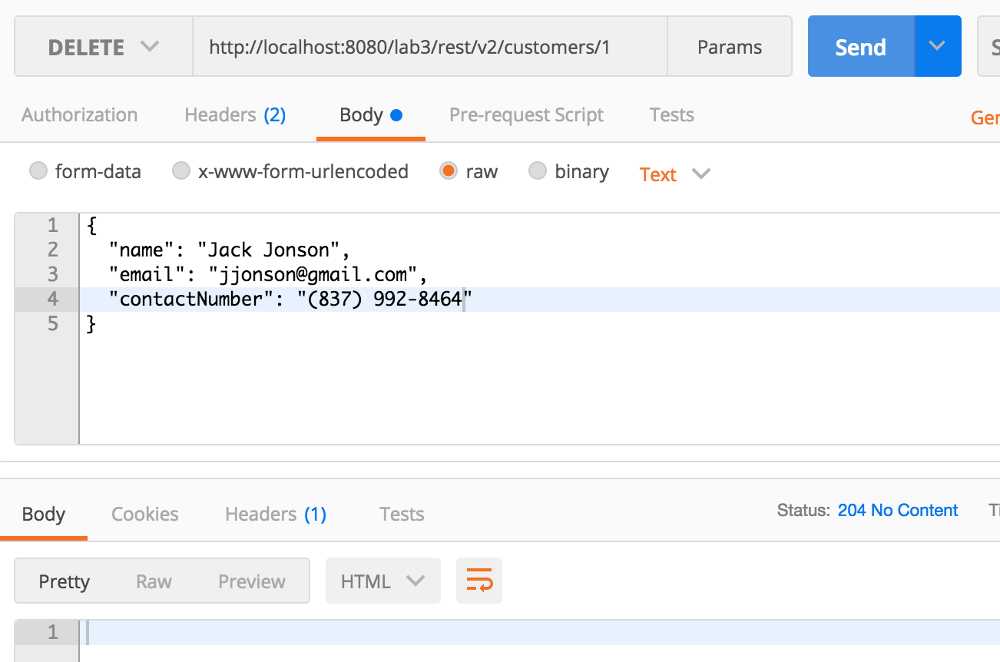 DELETE http://localhost:8080/lab3/rest/v2/customers/1 Params Send S
Authorization Headers (2) Body Pre-request Script Tests Ger
form-data x-www-form-urlencoded raw binary Text
1 {
2 "name": "Jack Jonson",
3 "email": "jjonson@gmail.com",
4 "contactNumber": "(837) 992-8464"
5 }
Body Cookies Headers (1) Tests Status: 204 No Content
Pretty Raw Preview HTML
1